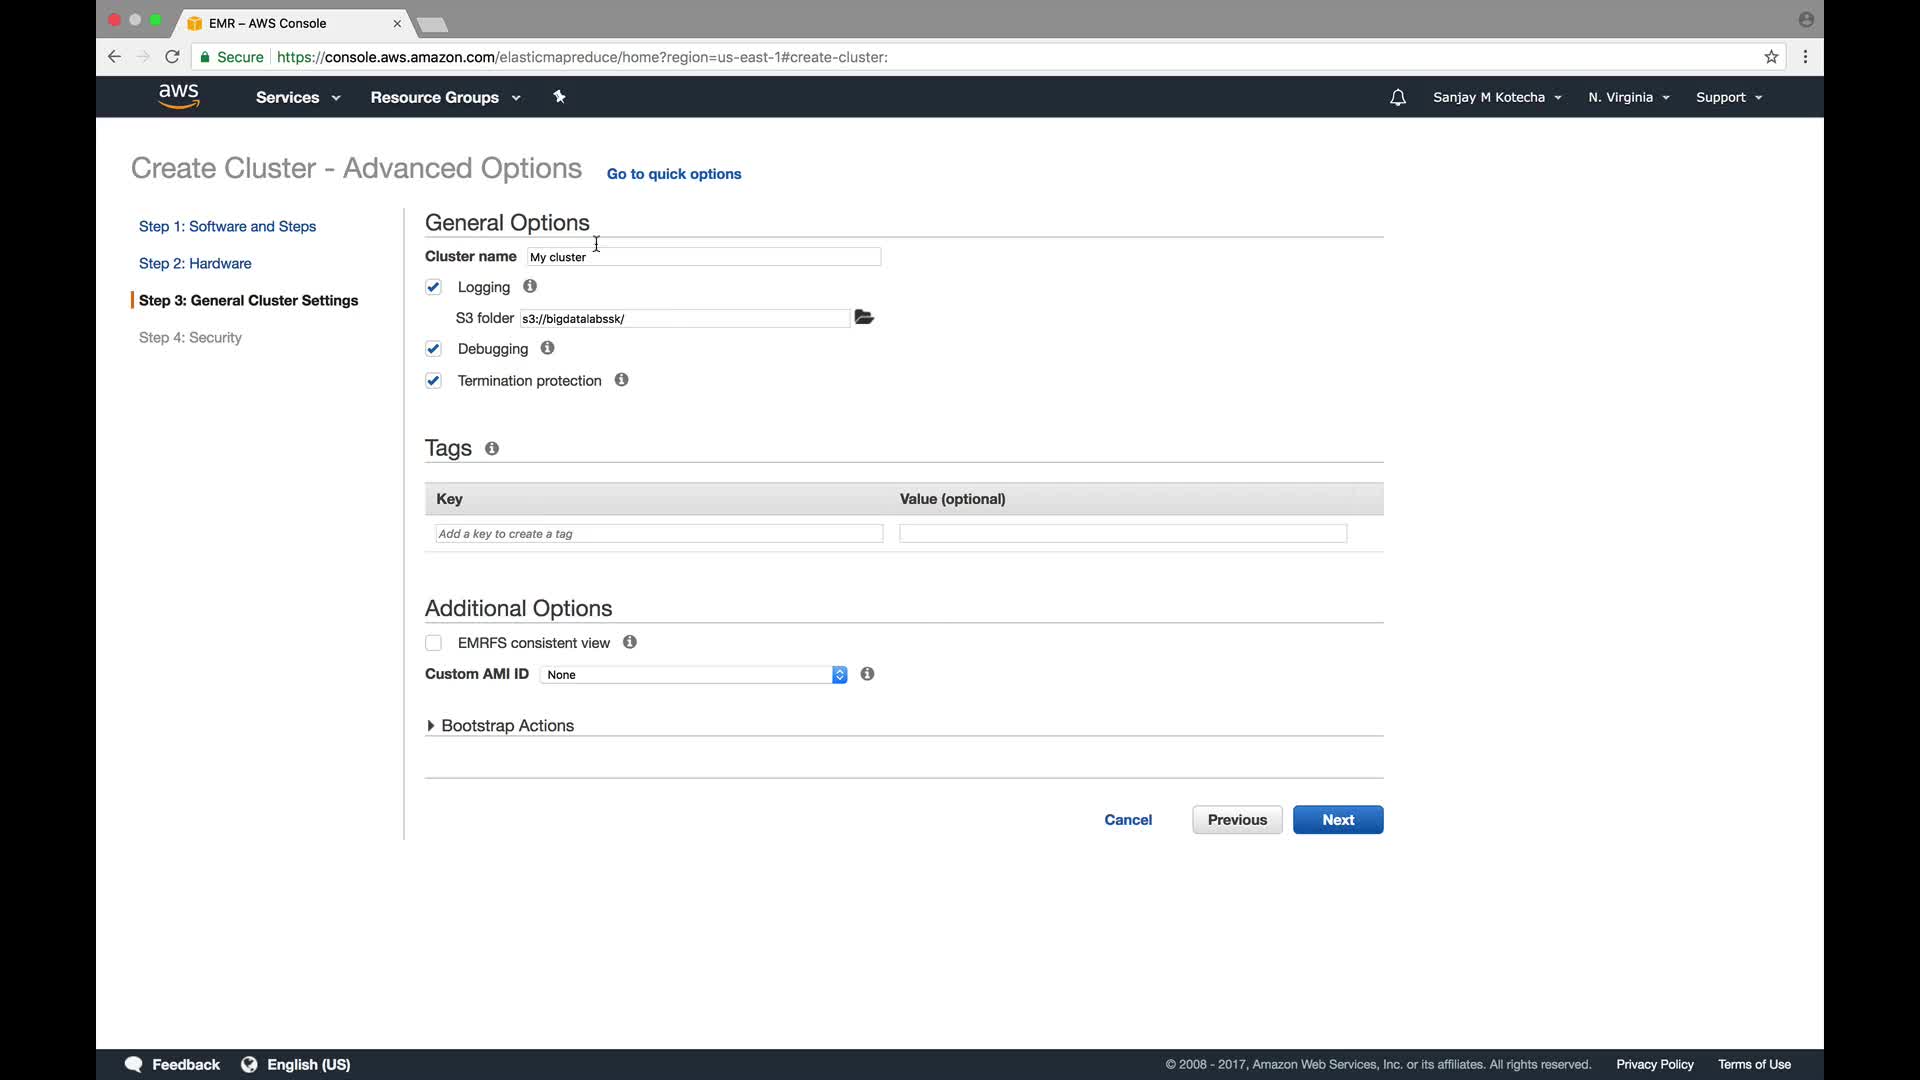 EMR – AWS Console
Secure https://console.aws.amazon.com/elasticmapreduce/home?region=us-east-1#create-cluster:
aws Services Resource Groups Sanjay M Kotecha N. Virginia Support
Create Cluster - Advanced Options Go to quick options
Step 1: Software and Steps
Step 2: Hardware
Step 3: General Cluster Settings
Step 4: Security
General Options
Cluster name My cluster
Logging
S3 folder s3://bigdatalabssk/
Debugging
Termination protection
Tags
Key Value (optional)
Add a key to create a tag
Additional Options
EMRFS consistent view
Custom AMI ID None
Bootstrap Actions
Cancel Previous Next
Feedback English (US) © 2008 - 2017, Amazon Web Services, Inc. or its affiliates. All rights reserved. Privacy Policy Terms of Use